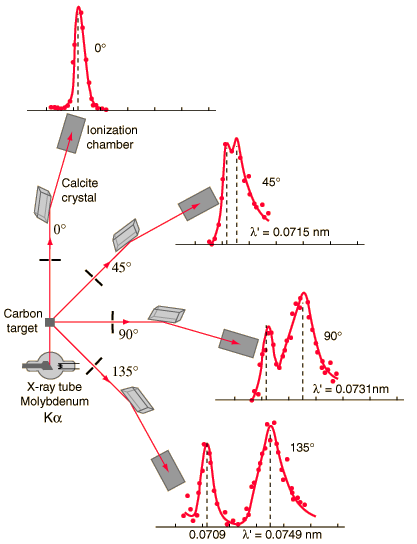 0°
Ionization
chamber
Calcite
crystal
0°
45°
λ' = 0.0715 nm
45°
Carbon
target
90°
90°
λ' = 0.0731nm
X-ray tube
Molybdenum
Kα
135°
135°
0.0709 λ' = 0.0749 nm